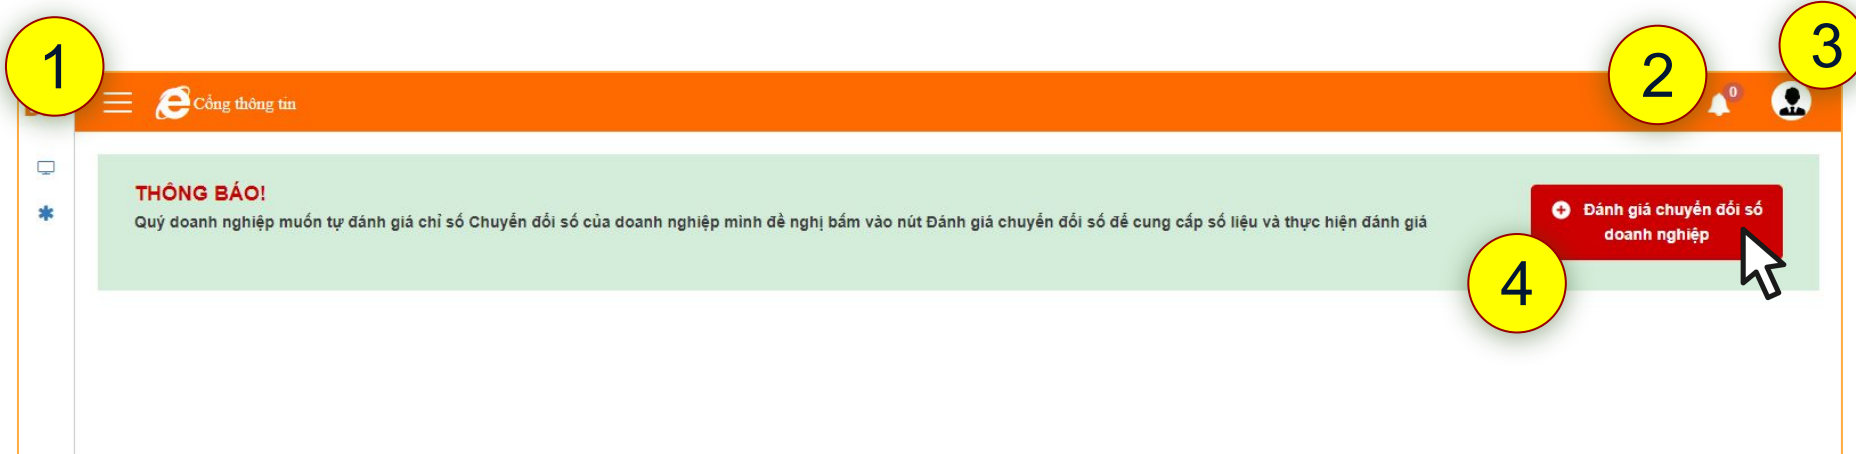 1
2
3
Cổng thông tin
0
THÔNG BÁO!
Quý doanh nghiệp muốn tự đánh giá chỉ số Chuyển đổi số của doanh nghiệp mình đề nghị bấm vào nút Đánh giá chuyển đổi số để cung cấp số liệu và thực hiện đánh giá
Đánh giá chuyển đổi số
doanh nghiệp
4